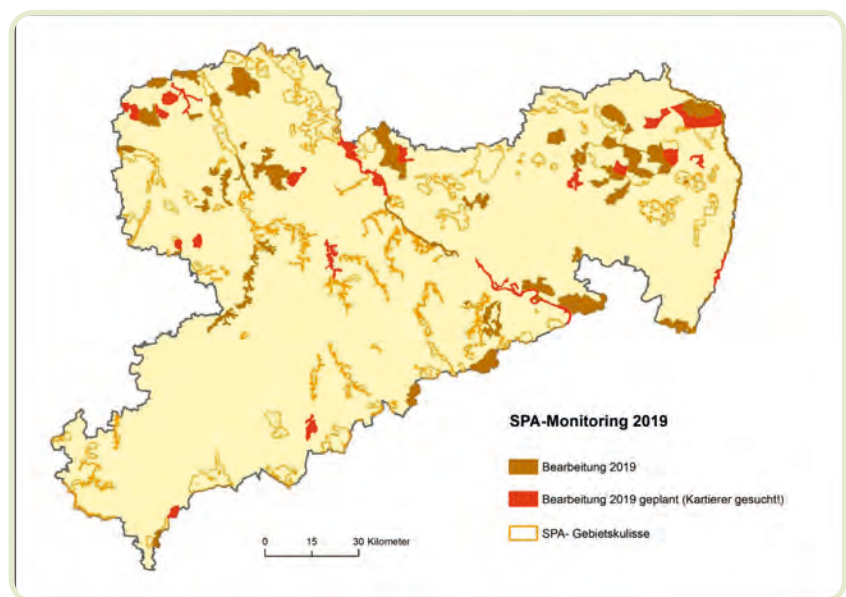 SPA-Monitoring 2019
Bearbeitung 2019
Bearbeitung 2019 geplant (Kartierer gesucht!)
SPA- Gebietskulisse
0 15 30 Kilometer